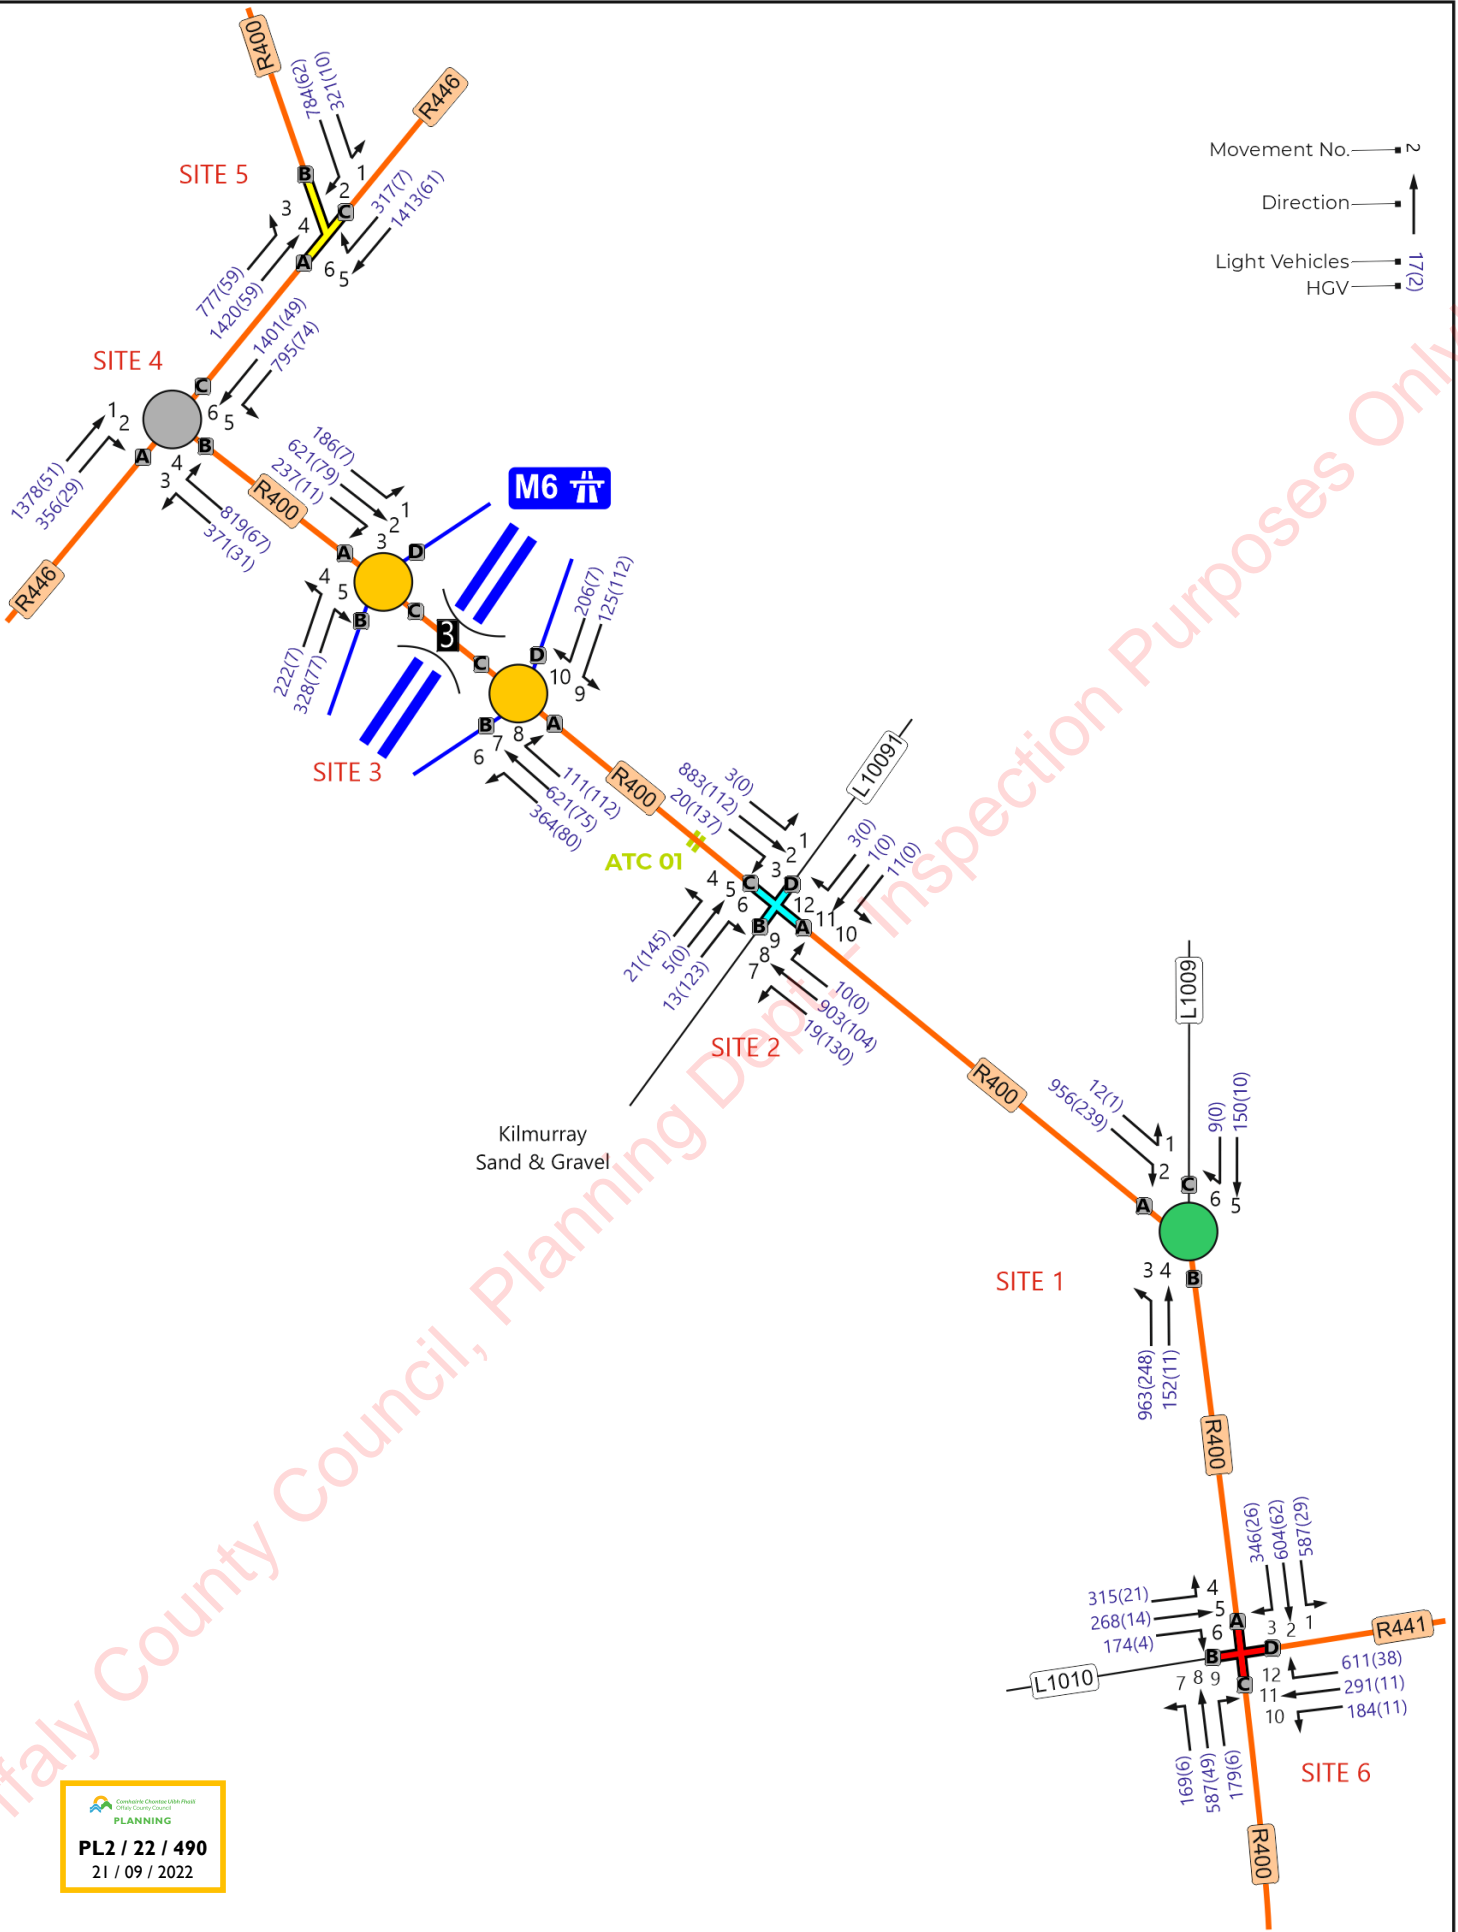 R400
784(62)
321(10)
R446
SITE 5
B
1
2
C
317(7)
1413(61)
3
4
A
6
5
777(59)
1420(59)
1401(49)
795(74)
SITE 4
C
1
2
6
5
A
B
4
3
1378(51)
356(29)
819(67)
371(31)
R446
R400
186(7)
621(79)
237(11)
M6
1
2
3
A
D
4
5
B
C
222(7)
328(77)
3
C
D
206(7)
125(112)
10
9
B
A
8
7
6
SITE 3
111(112)
621(75)
364(80)
R400
ATC 01
L10091
3(0)
883(112)
20(137)
1
2
3
3(0)
1(0)
11(0)
4
5
6
C
D
12
11
10
B
A
9
8
7
21(145)
5(0)
13(123)
10(0)
903(104)
19(130)
SITE 2
Kilmurray
Sand & Gravel
R400
L1009
12(1)
956(239)
1
2
9(0)
150(10)
C
6
5
A
3
4
B
SITE 1
963(248)
152(11)
R400
346(26)
604(62)
587(29)
315(21)
268(14)
174(4)
4
5
6
A
3
2
1
R441
B
D
L1010
7
8
9
C
12
11
10
611(38)
291(11)
184(11)
169(6)
587(49)
179(6)
SITE 6
R400
Movement No.
2
Direction
Light Vehicles
HGV
17(2)
ffaly County Council, Planning Dept. - Inspection Purposes Only
Comhairle Chontae Uíbh Fhailí
Offaly County Council
PLANNING
PL2 / 22 / 490
21 / 09 / 2022